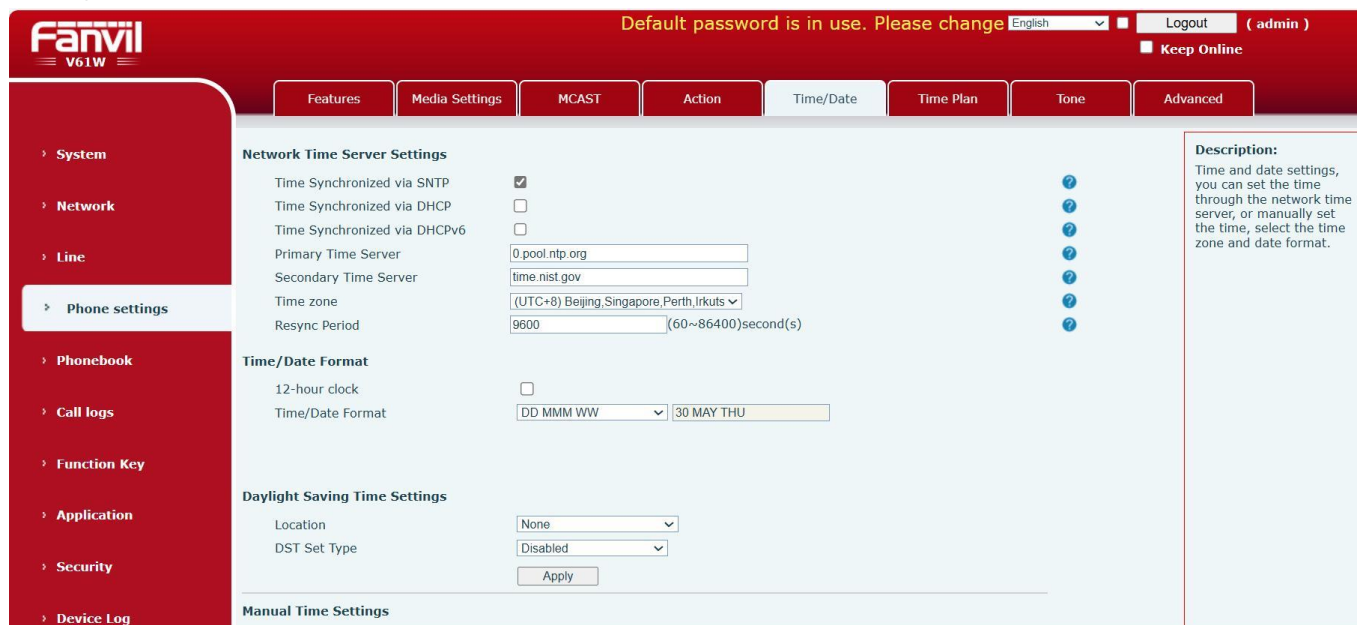 Fanvil
V61W
Default password is in use. Please change English Logout ( admin )
Keep Online
Features Media Settings MCAST Action Time/Date Time Plan Tone Advanced
System
Network
Line
Phone settings
Phonebook
Call logs
Function Key
Application
Security
Device Log
Network Time Server Settings
Time Synchronized via SNTP
Time Synchronized via DHCP
Time Synchronized via DHCPv6
Primary Time Server 0.pool.ntp.org
Secondary Time Server time.nist.gov
Time zone (UTC+8) Beijing,Singapore,Perth,Irkuts
Resync Period 9600 (60~86400)second(s)
Time/Date Format
12-hour clock
Time/Date Format DD MMM WW 30 MAY THU
Daylight Saving Time Settings
Location None
DST Set Type Disabled
Apply
Manual Time Settings
Description:
Time and date settings,
you can set the time
through the network time
server, or manually set
the time, select the time
zone and date format.